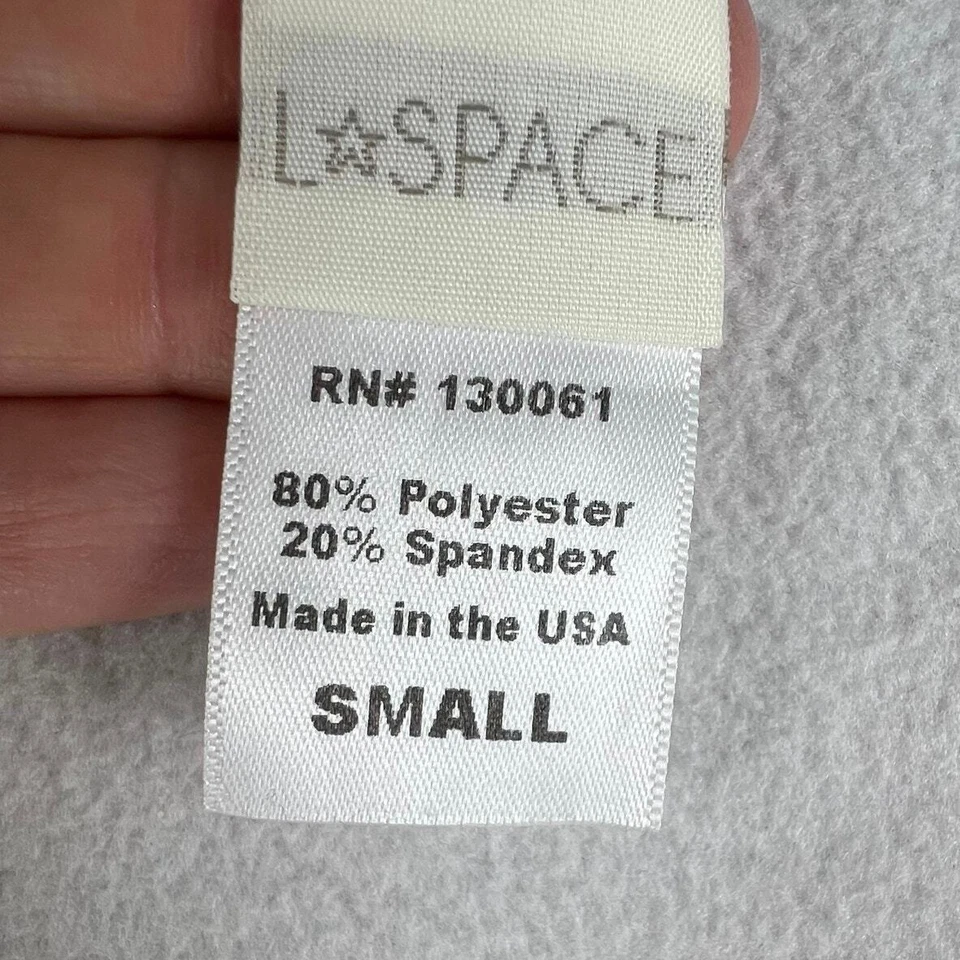 L☆SPACE
RN# 130061
80% Polyester
20% Spandex
Made in the USA
SMALL